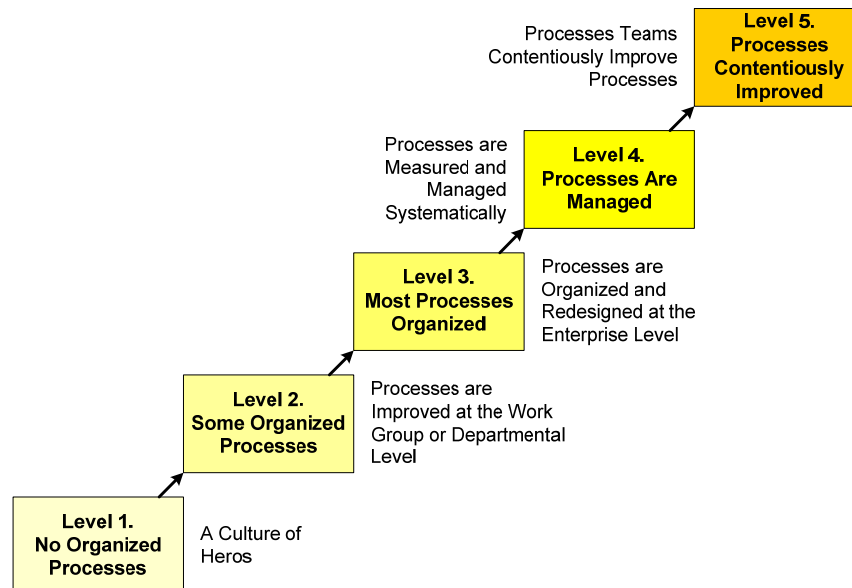 Level 5.
Processes
Contentiously
Improved
Processes Teams
Contentiously Improve
Processes
Level 4.
Processes Are
Managed
Processes are
Measured and
Managed
Systematically
Level 3.
Most Processes
Organized
Processes are
Organized and
Redesigned at the
Enterprise Level
Level 2.
Some Organized
Processes
Processes are
Improved at the Work
Group or Departmental
Level
Level 1.
No Organized
Processes
A Culture of
Heros